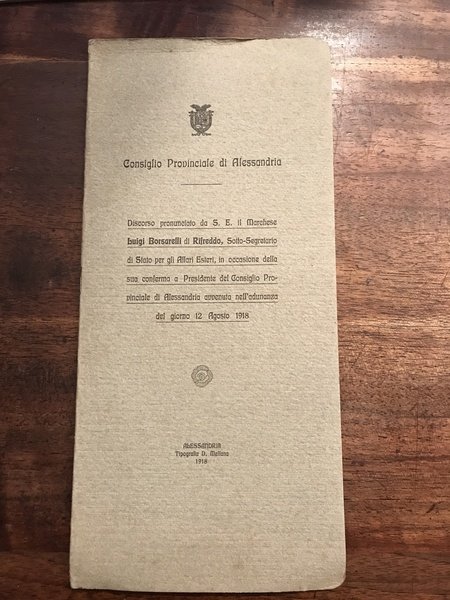 Consiglio Provinciale di Alessandria
Discorso pronunciato da S. E. il Marchese
Luigi Borsarelli di Rifreddo, Sotto-Segretario
di Stato per gli Affari Esteri, in occasione della
sua conferma a Presidente del Consiglio Pro-
vinciale di Alessandria avvenuta nell'adunanza
del giorno 12 Agosto 1918
ALESSANDRIA
Tipografia D. Mellana
1918